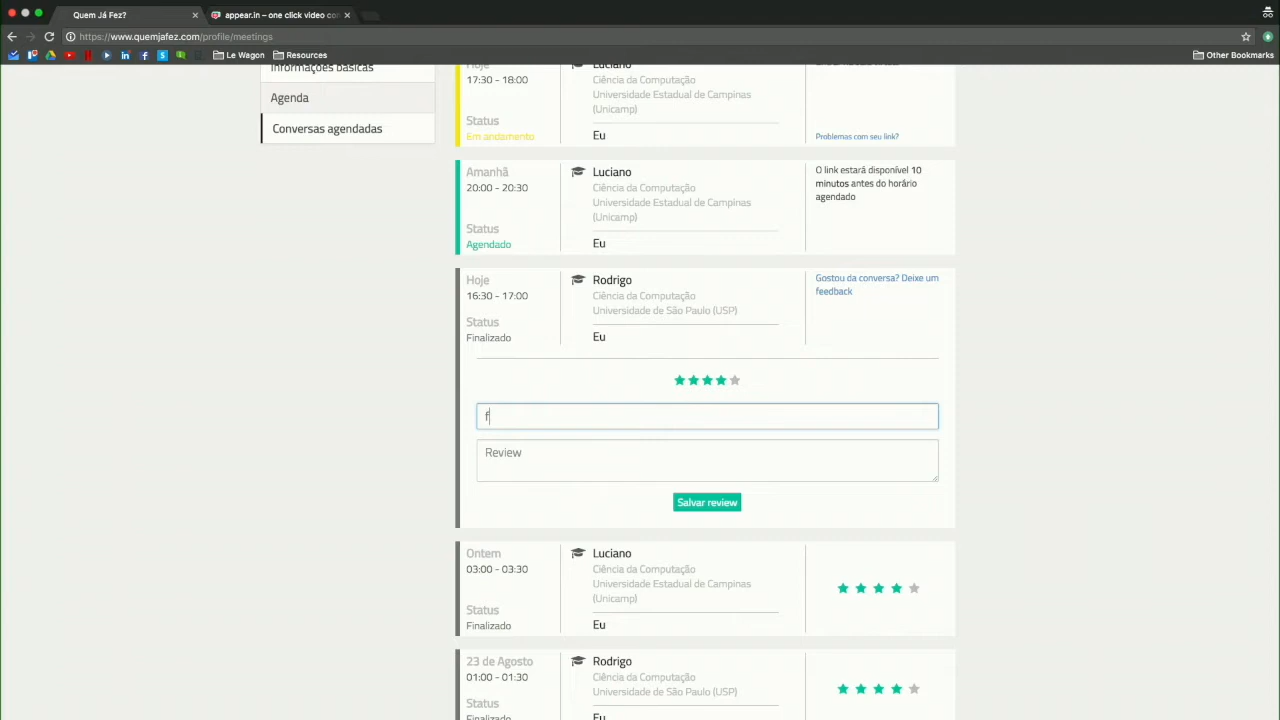 Quem Já Fez?
appear.in – one click video co
https://www.quemjafez.com/profile/meetings
Le Wagon
Resources
Other Bookmarks
Informações básicas
Agenda
Conversas agendadas
Hoje
17:30 - 18:00
Status
Em andamento
Luciano
Ciência da Computação
Universidade Estadual de Campinas
(Unicamp)
Eu
Problemas com seu link?
Amanhã
20:00 - 20:30
Status
Agendado
Luciano
Ciência da Computação
Universidade Estadual de Campinas
(Unicamp)
Eu
O link estará disponível 10
minutos antes do horário
agendado
Hoje
16:30 - 17:00
Status
Finalizado
Rodrigo
Ciência da Computação
Universidade de São Paulo (USP)
Eu
Gostou da conversa? Deixe um
feedback
f
Review
Salvar review
Ontem
03:00 - 03:30
Status
Finalizado
Luciano
Ciência da Computação
Universidade Estadual de Campinas
(Unicamp)
Eu
23 de Agosto
01:00 - 01:30
Status
Finalizado
Rodrigo
Ciência da Computação
Universidade de São Paulo (USP)
Eu